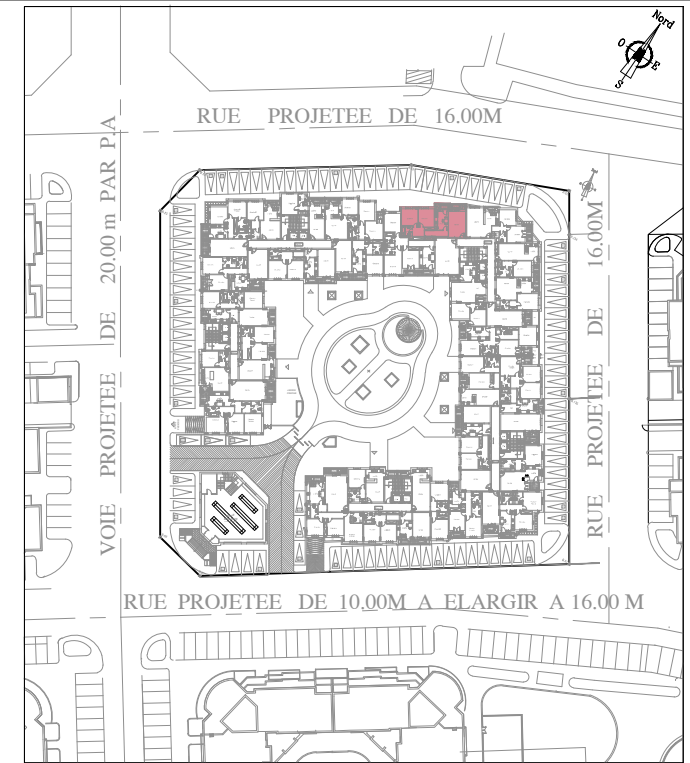 Nord
O
E
S
RUE PROJETEE DE 16.00M
VOIE PROJETEE DE 20.00 m PAR P.A
RUE PROJETEE DE 16.00M
RUE PROJETEE DE 10.00M A ELARGIR A 16.00 M